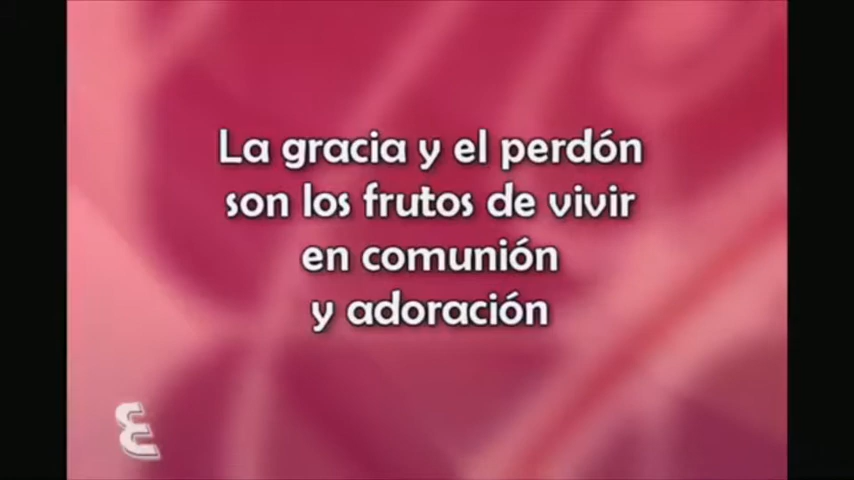 La gracia y el perdón
son los frutos de vivir
en comunión
y adoración